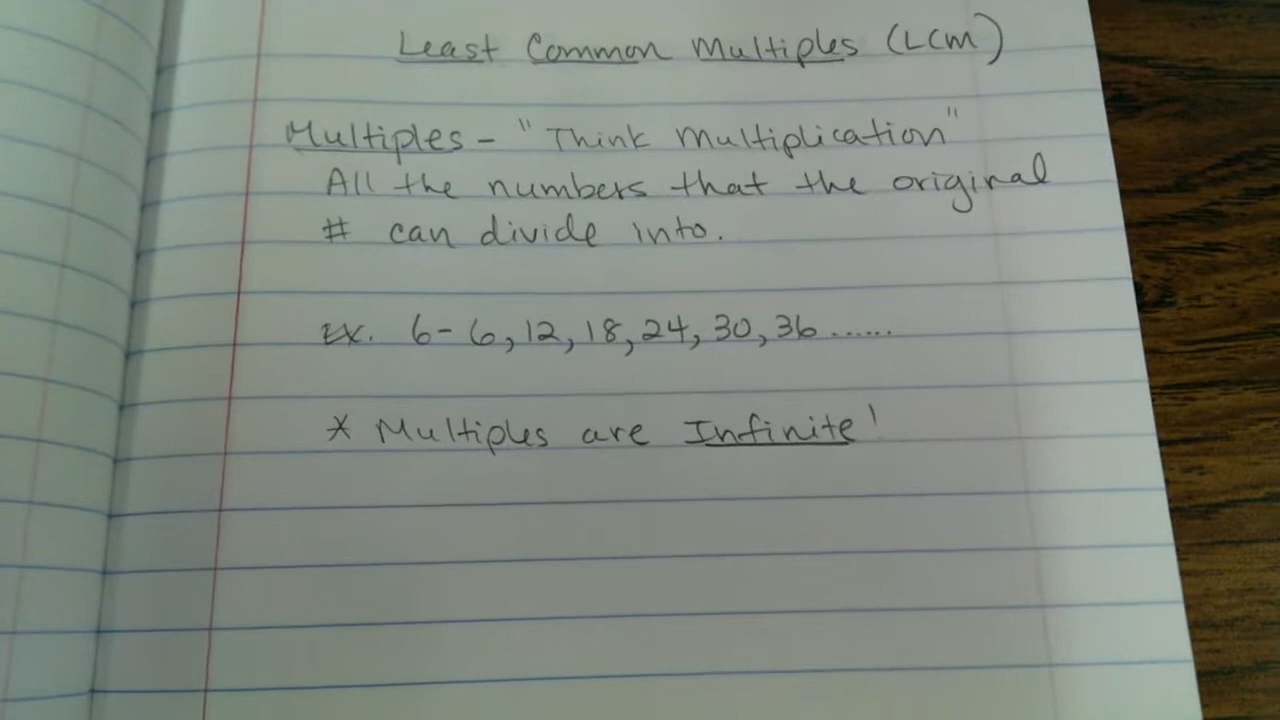 Least Common Multiples (LCM)
Multiples - "Think Multiplication"
All the numbers that the original
# can divide into.
Ex. 6 - 6, 12, 18, 24, 30, 36......
* Multiples are Infinite!